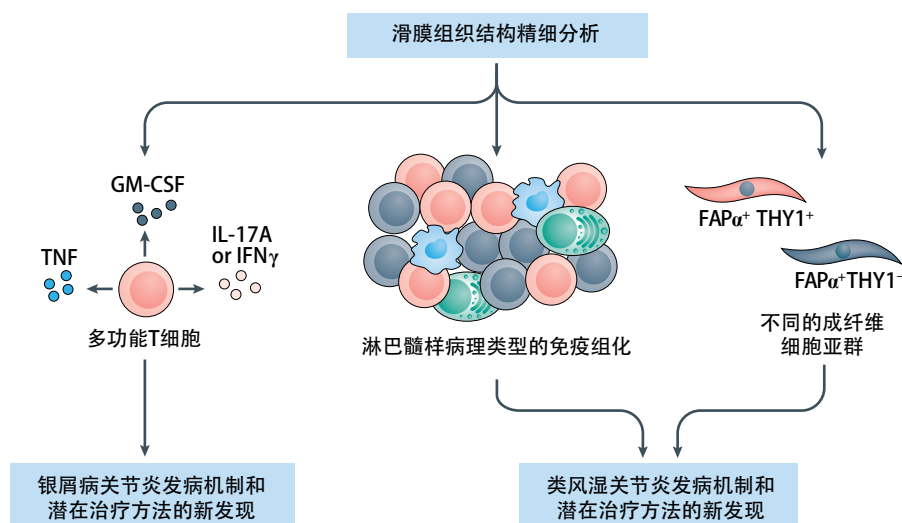 滑膜组织结构精细分析
GM-CSF
TNF
IL-17A
or IFNγ
多功能T细胞
淋巴髓样病理类型的免疫组化
FAPα⁺ THY1⁺
FAPα⁺THY1⁻
不同的成纤维
细胞亚群
银屑病关节炎发病机制和
潜在治疗方法的新发现
类风湿关节炎发病机制和
潜在治疗方法的新发现